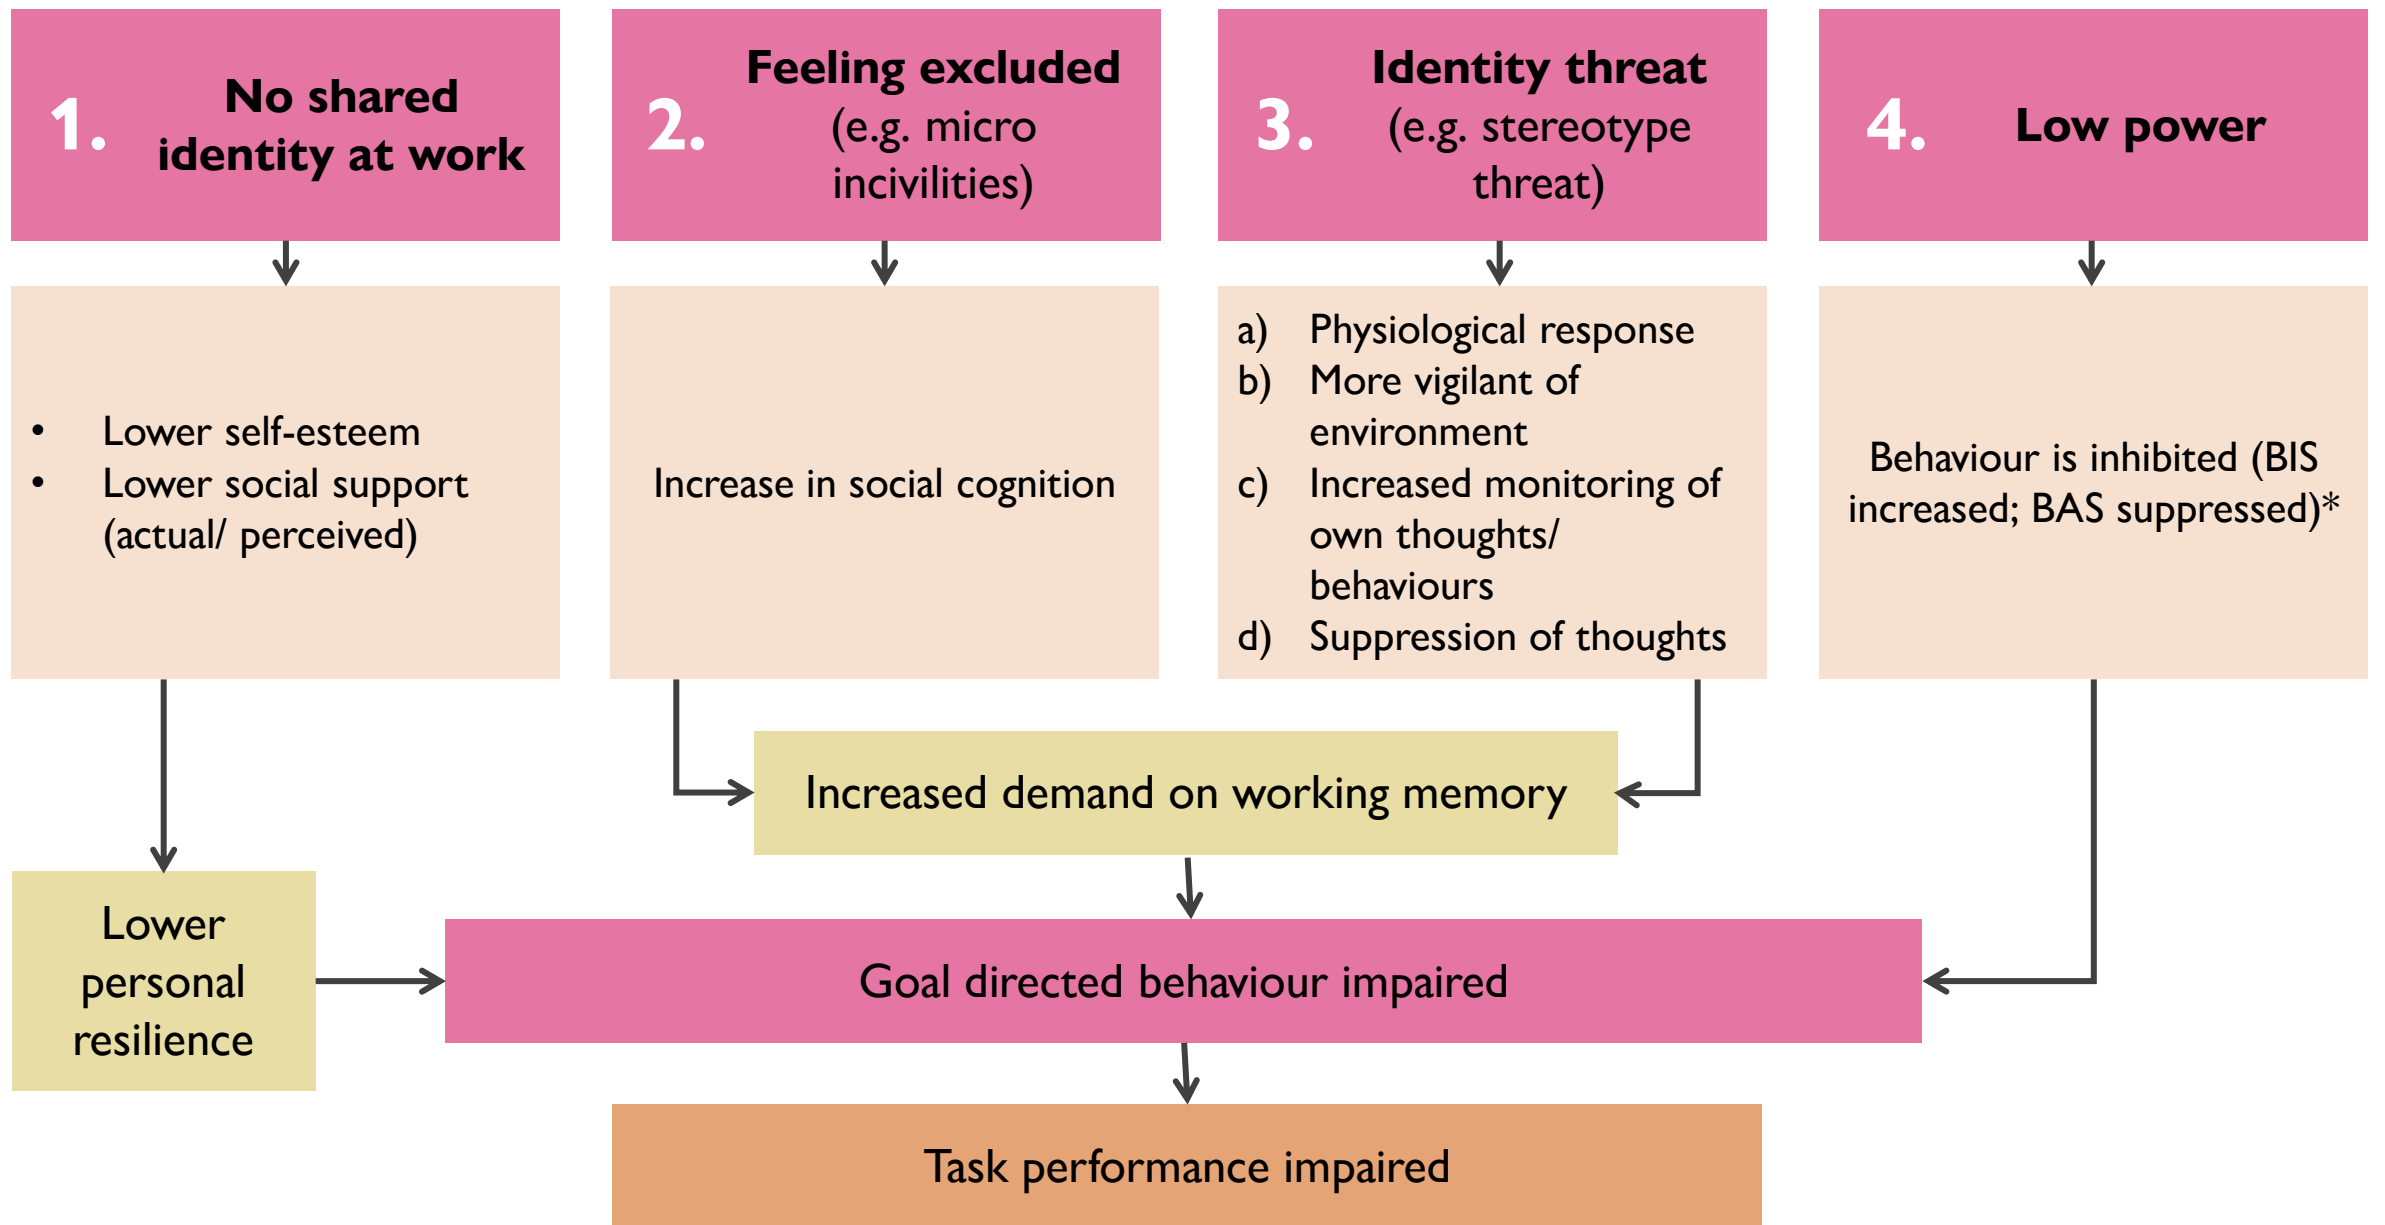 1.
No shared
identity at work
2.
Feeling excluded
(e.g. micro
incivilities)
3.
Identity threat
(e.g. stereotype
threat)
4.
Low power
• Lower self-esteem
• Lower social support
(actual/ perceived)
Increase in social cognition
a) Physiological response
b) More vigilant of
environment
c) Increased monitoring of
own thoughts/
behaviours
d) Suppression of thoughts
Behaviour is inhibited (BIS
increased; BAS suppressed)*
Increased demand on working memory
Lower
personal
resilience
Goal directed behaviour impaired
Task performance impaired